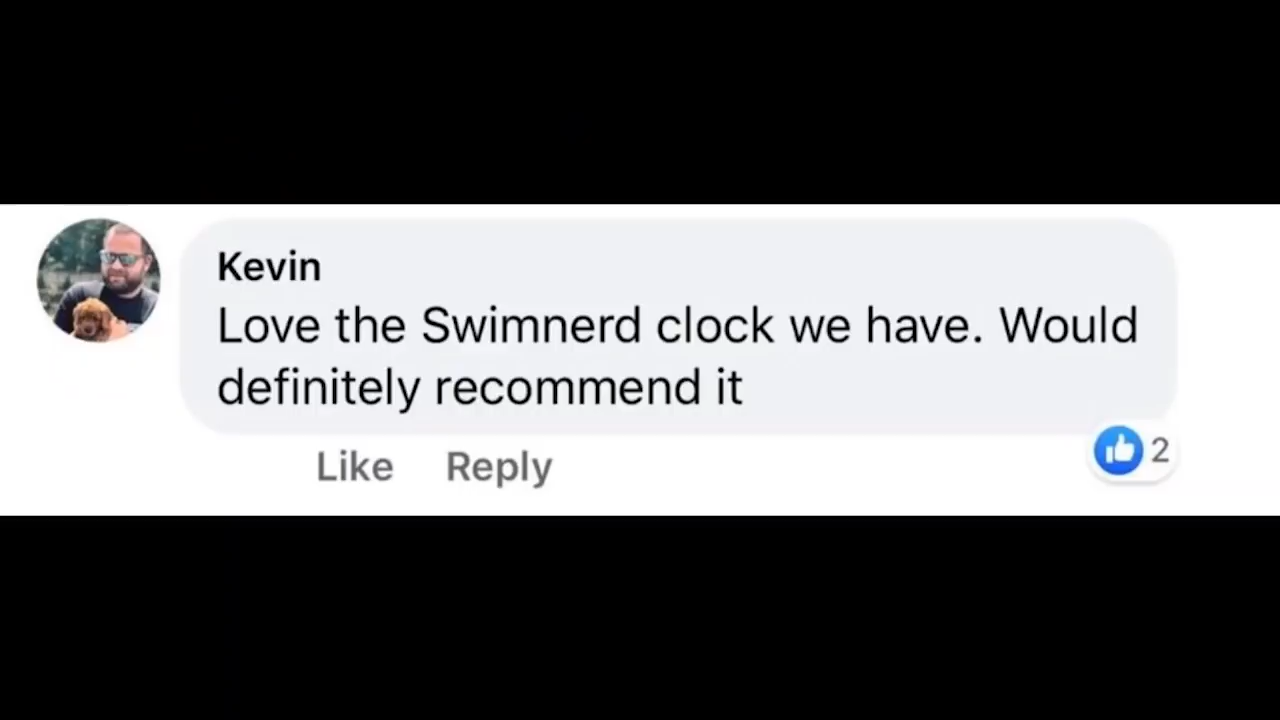 Kevin
Love the Swimnerd clock we have. Would
definitely recommend it
Like Reply
2